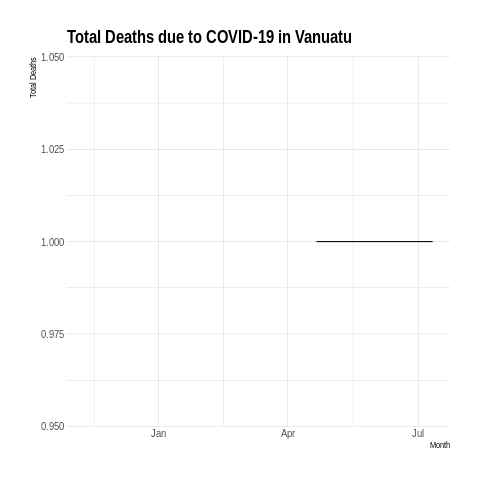 Total Deaths due to COVID-19 in Vanuatu
Total Deaths
1.050
1.025
1.000
0.975
0.950
Jan Apr Jul
Month